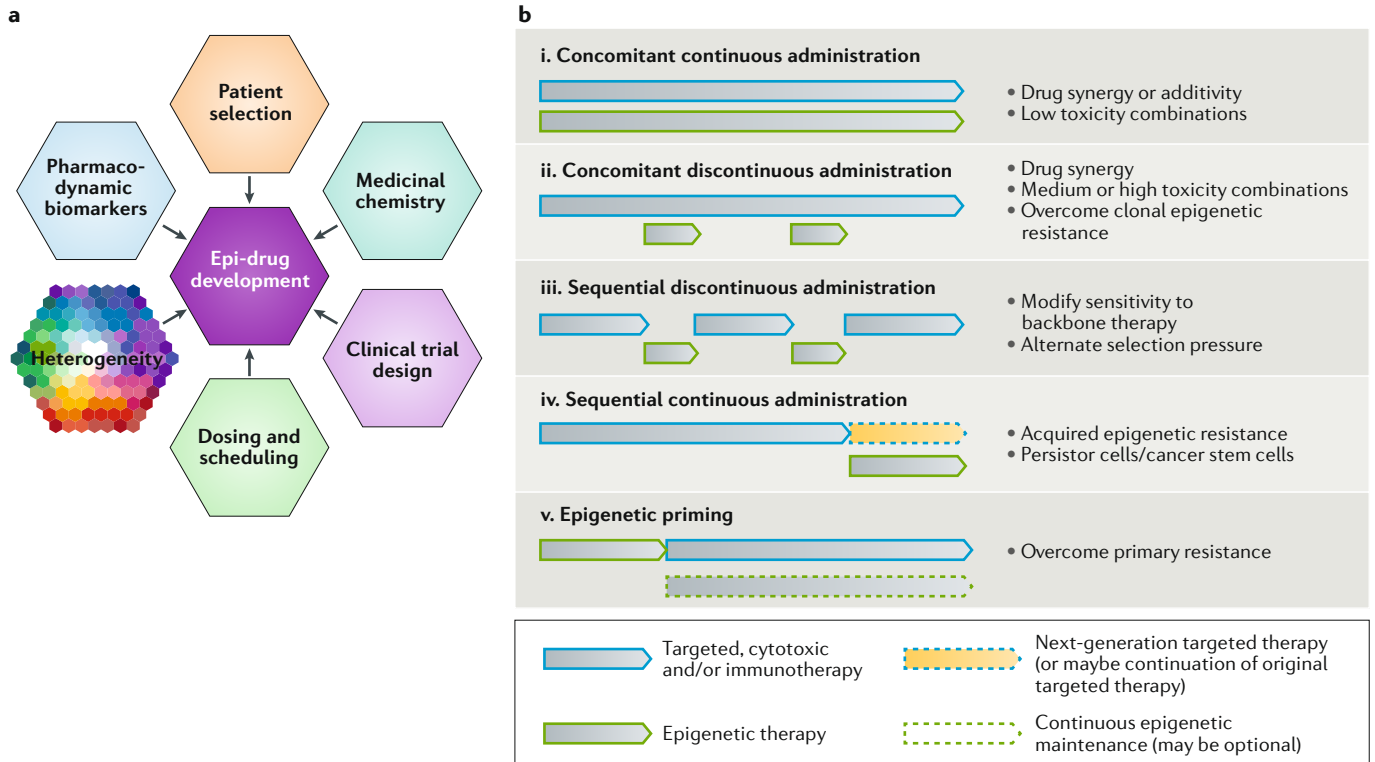 a
Patient
selection
Pharmaco-
dynamic
biomarkers
Medicinal
chemistry
Epi-drug
development
Heterogeneity
Clinical trial
design
Dosing and
scheduling
b
i. Concomitant continuous administration
• Drug synergy or additivity
• Low toxicity combinations
ii. Concomitant discontinuous administration
• Drug synergy
• Medium or high toxicity combinations
• Overcome clonal epigenetic
resistance
iii. Sequential discontinuous administration
• Modify sensitivity to
backbone therapy
• Alternate selection pressure
iv. Sequential continuous administration
• Acquired epigenetic resistance
• Persistor cells/cancer stem cells
v. Epigenetic priming
• Overcome primary resistance
Targeted, cytotoxic
and/or immunotherapy
Next-generation targeted therapy
(or maybe continuation of original
targeted therapy)
Epigenetic therapy
Continuous epigenetic
maintenance (may be optional)